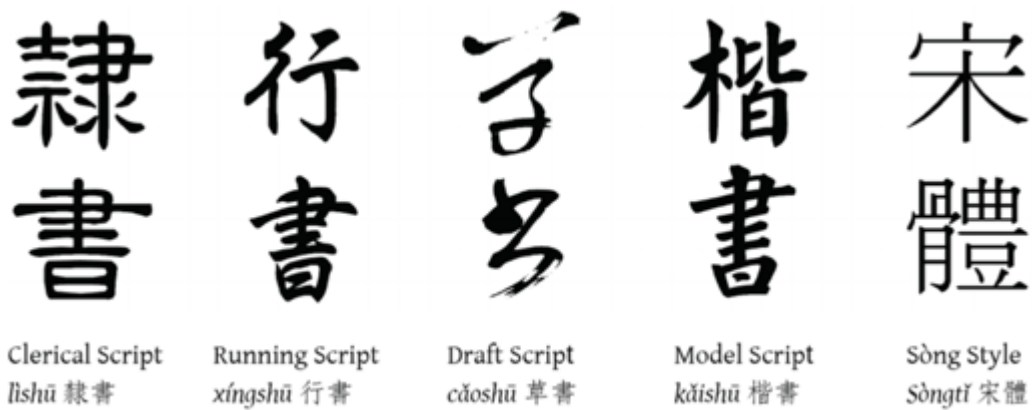 隸 行 草 楷 宋
書 書 書 書 體
Clerical Script Running Script Draft Script Model Script Sòng Style
lìshū 隸書 xíngshū 行書 cǎoshū 草書 kǎishū 楷書 Sòngtǐ 宋體